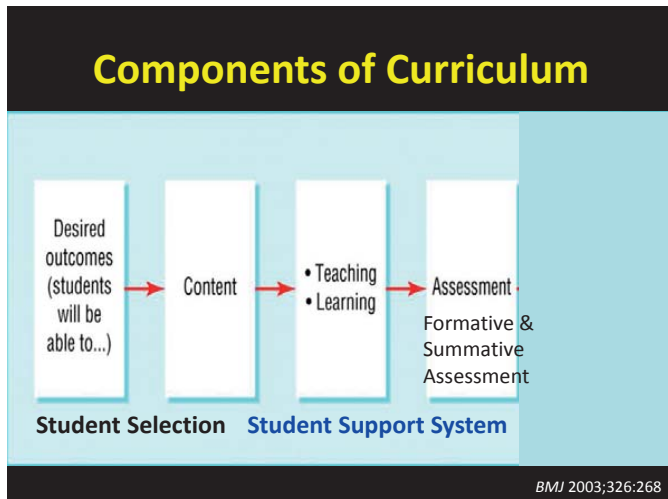 Components of Curriculum
Desired
outcomes
(students
will be
able to...)
Content
• Teaching
• Learning
Assessment
Formative &
Summative
Assessment
Student Selection Student Support System
BMJ 2003;326:268